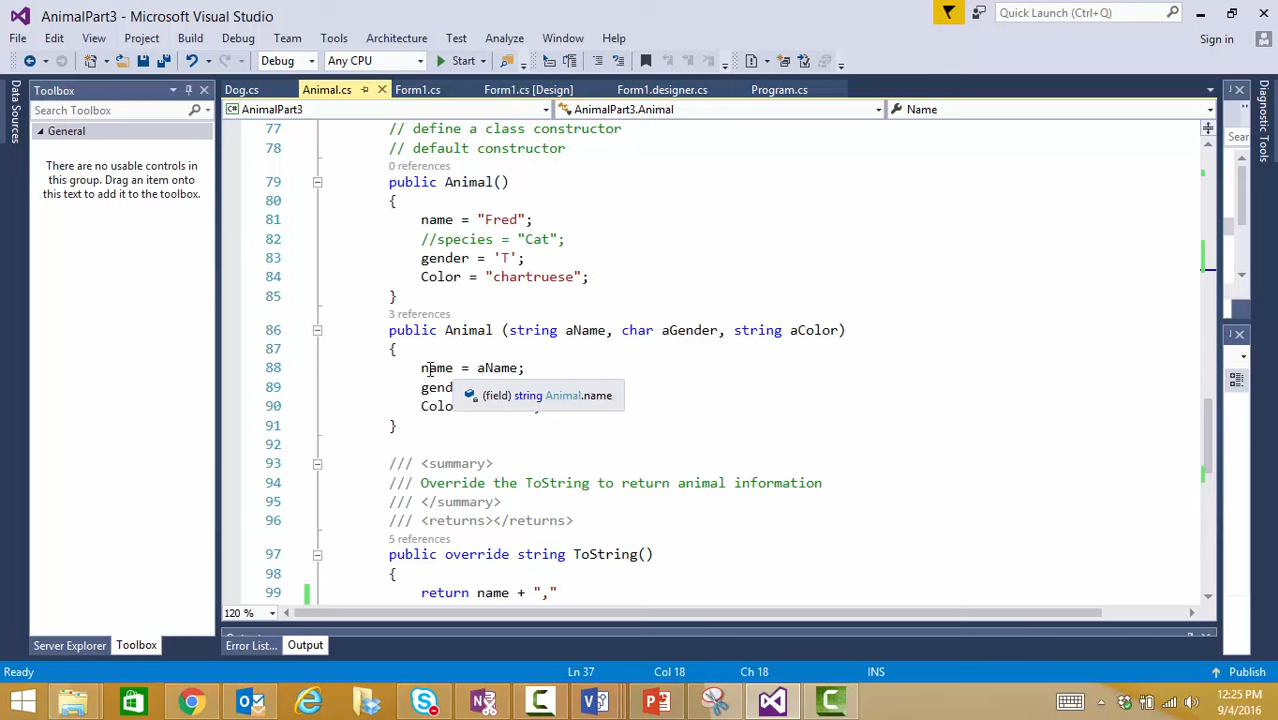 AnimalPart3 - Microsoft Visual Studio
Quick Launch (Ctrl+Q)
File Edit View Project Build Debug Team Tools Architecture Test Analyze Window Help
Sign in
Debug Any CPU Start
Data Sources
Toolbox
Search Toolbox
General
There are no usable controls in
this group. Drag an item onto
this text to add it to the toolbox.
Dog.cs Animal.cs Form1.cs Form1.cs [Design] Form1.designer.cs Program.cs
AnimalPart3 AnimalPart3.Animal Name
77 // define a class constructor
78 // default constructor
0 references
79 public Animal()
80 {
81 name = "Fred";
82 //species = "Cat";
83 gender = 'T';
84 Color = "chartruese";
85 }
3 references
86 public Animal (string aName, char aGender, string aColor)
87 {
88 name = aName;
89 gend
(field) string Animal.name
90 Colo
91 }
92
93 /// <summary>
94 /// Override the ToString to return animal information
95 /// </summary>
96 /// <returns></returns>
5 references
97 public override string ToString()
98 {
99 return name + ","
120 %
Sear
Diagnostic Tools
Server Explorer Toolbox Error List... Output
Ready Ln 37 Col 18 Ch 18 INS Publish
12:25 PM
9/4/2016